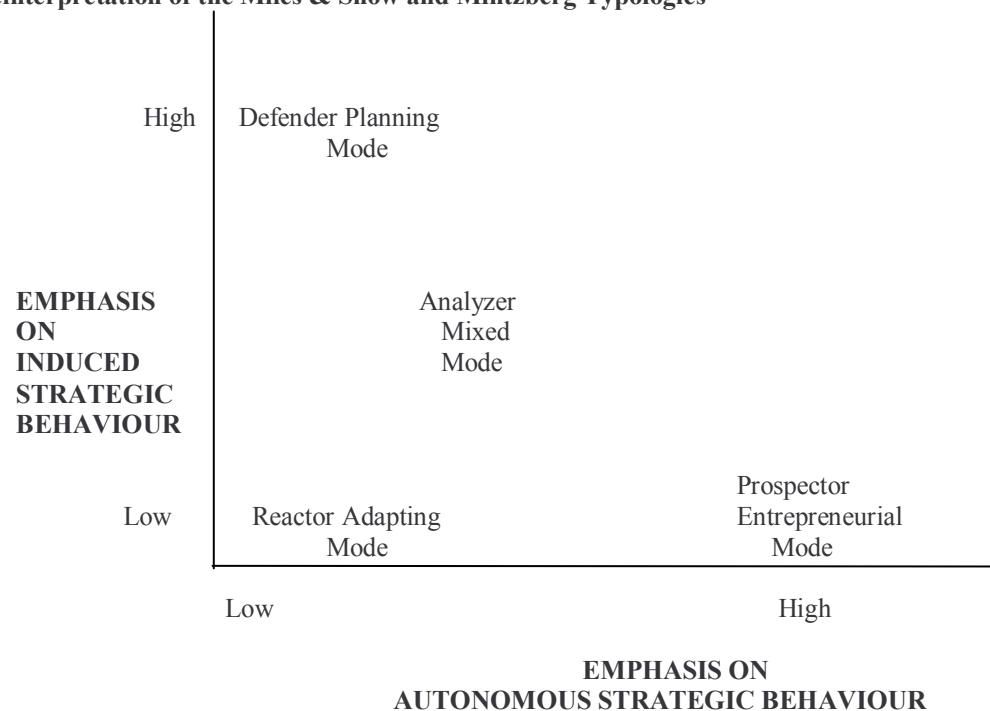 interpretation of the Miles & Snow and Mintzberg Typologies
High
Defender Planning
Mode
EMPHASIS
ON
INDUCED
STRATEGIC
BEHAVIOUR
Analyzer
Mixed
Mode
Low
Reactor Adapting
Mode
Prospector
Entrepreneurial
Mode
Low
High
EMPHASIS ON
AUTONOMOUS STRATEGIC BEHAVIOUR